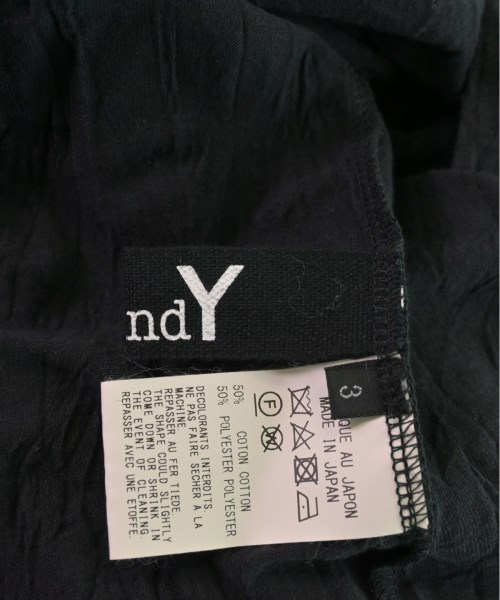 ndY
3
FABRIQUE AU JAPON
MADE IN JAPAN
F
50% COTON COTTON
50% POLYESTER POLYESTER
DECOLORANTS INTERDITS.
NE PAS FAIRE SECHER A LA
MACHINE.
REPASSER AU FER TIEDE.
THE SHAPE COULD SLIGHTLY
COME DOWN OR SHRINK IN
THE EVENT OF CLEANING.
REPASSER AVEC UNE ETOFFE.